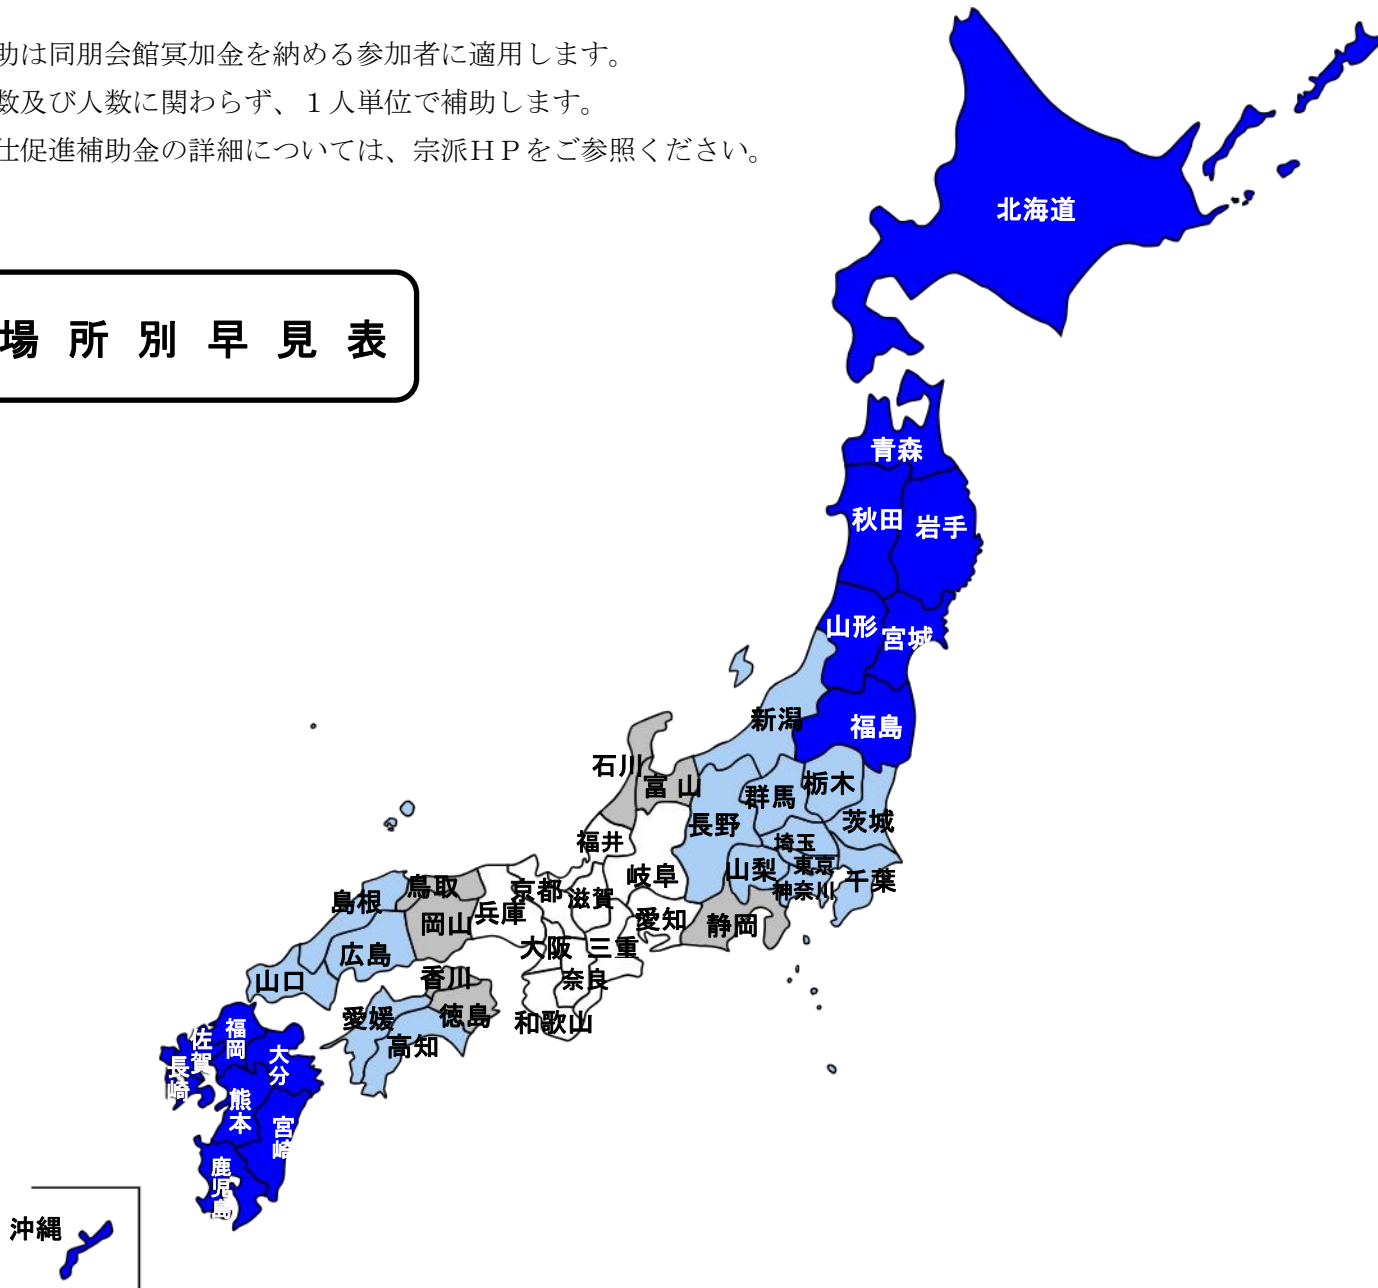 助は同朋会館冥加金を納める参加者に適用します。
数及び人数に関わらず、１人単位で補助します。
仕促進補助金の詳細については、宗派ＨＰをご参照ください。
場所別早見表
北海道
青森
秋田
岩手
山形
宮城
福島
新潟
石川
富山
群馬
栃木
長野
茨城
福井
埼玉
東京
山梨
岐阜
神奈川
千葉
島根
鳥取
京都
滋賀
兵庫
岡山
愛知
静岡
広島
大阪
三重
山口
香川
奈良
愛媛
徳島
和歌山
高知
福岡
佐賀
長崎
大分
熊本
宮崎
鹿児島
沖縄